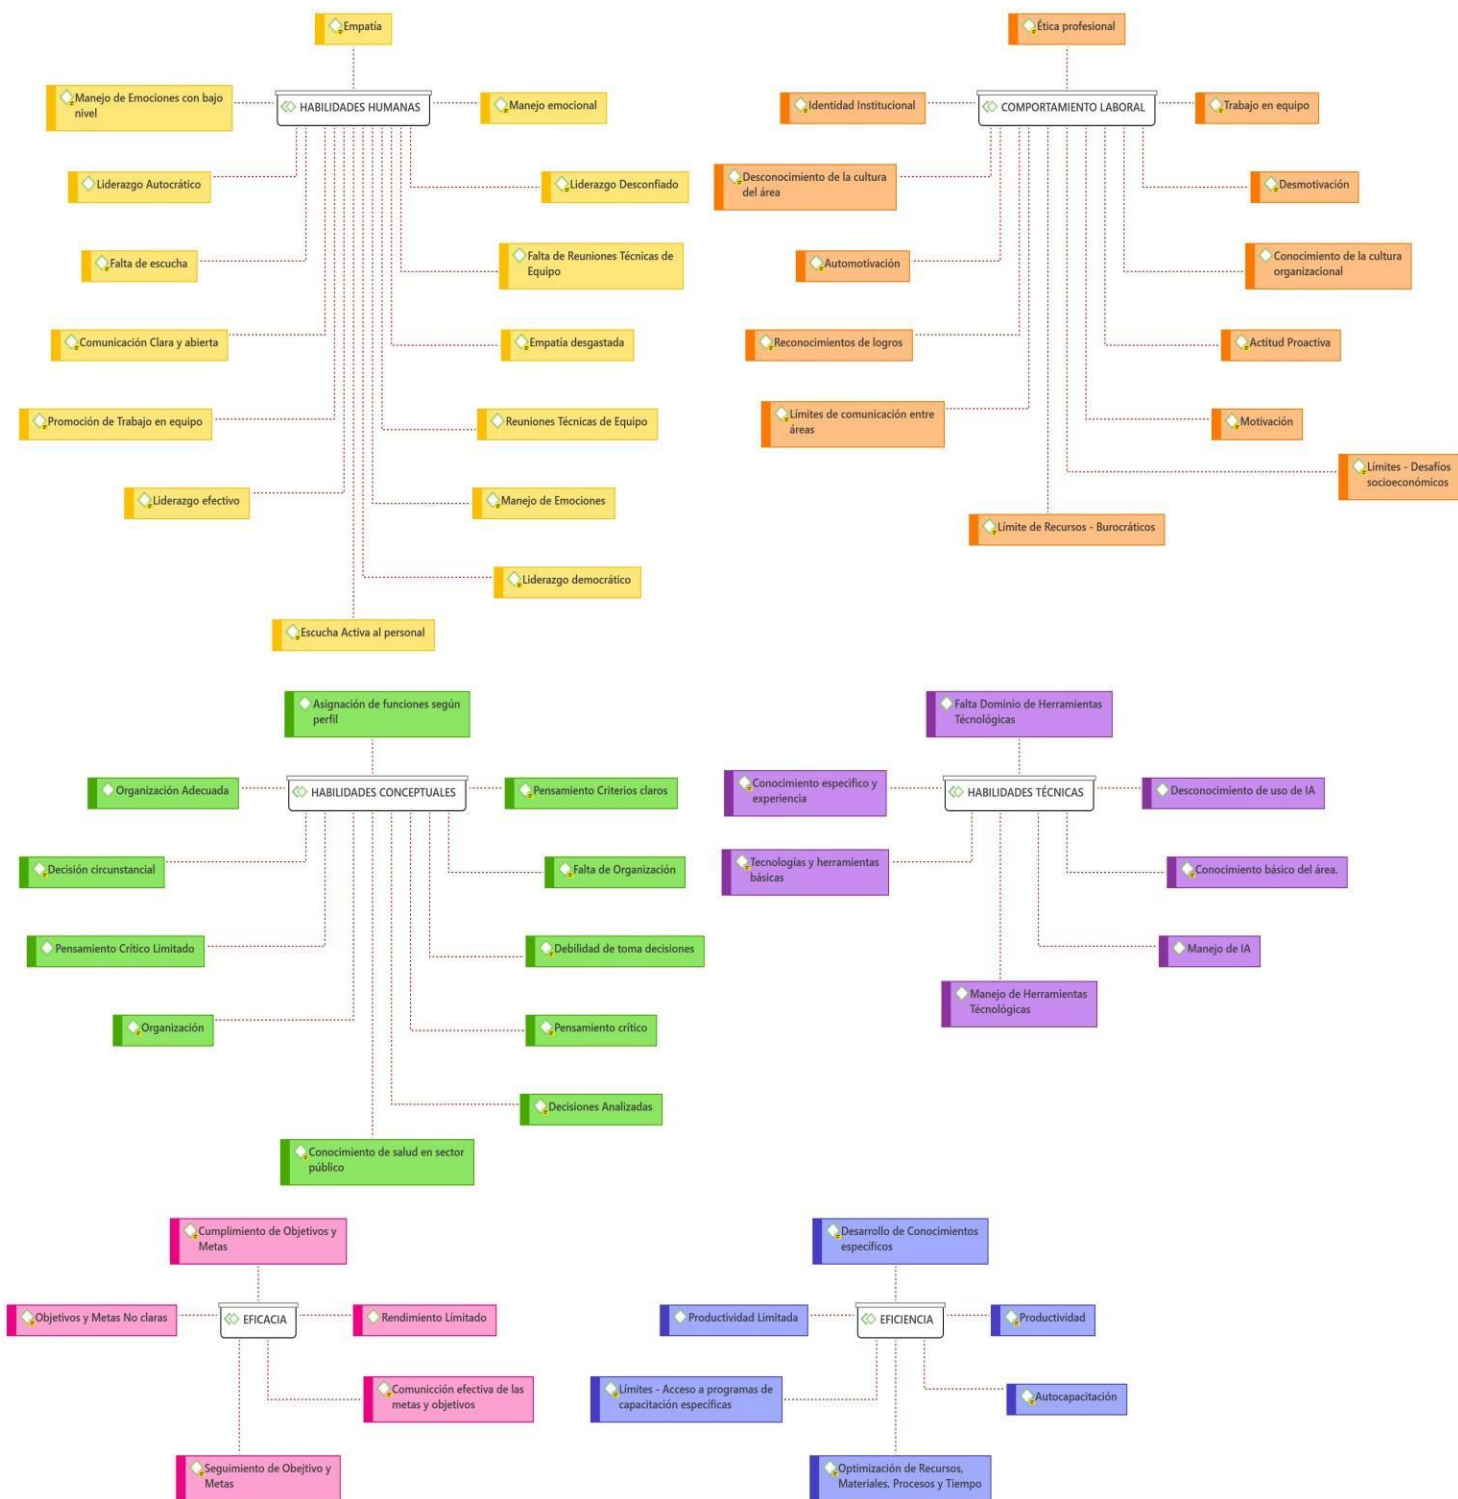 Empatía
Manejo de Emociones con bajo
nivel
HABILIDADES HUMANAS
Manejo emocional
Liderazgo Autocrático
Liderazgo Desconfiado
Falta de escucha
Falta de Reuniones Técnicas de
Equipo
Comunicación Clara y abierta
Empatía desgastada
Promoción de Trabajo en equipo
Reuniones Técnicas de Equipo
Liderazgo efectivo
Manejo de Emociones
Liderazgo democrático
Escucha Activa al personal
Ética profesional
Identidad Institucional
COMPORTAMIENTO LABORAL
Trabajo en equipo
Desconocimiento de la cultura
del área
Desmotivación
Automotivación
Conocimiento de la cultura
organizacional
Reconocimientos de logros
Actitud Proactiva
Límites de comunicación entre
áreas
Motivación
Límites - Desafíos
socioeconómicos
Límite de Recursos - Burocráticos
Asignación de funciones según
perfil
Organización Adecuada
HABILIDADES CONCEPTUALES
Pensamiento Criterios claros
Decisión circunstancial
Falta de Organización
Pensamiento Crítico Limitado
Debilidad de toma decisiones
Organización
Pensamiento crítico
Decisiones Analizadas
Conocimiento de salud en sector
público
Falta Dominio de Herramientas
Técnológicas
Conocimiento especifico y
experiencia
HABILIDADES TÉCNICAS
Desconocimiento de uso de IA
Tecnologías y herramientas
básicas
Conocimiento básico del área.
Manejo de IA
Manejo de Herramientas
Técnológicas
Cumplimiento de Objetivos y
Metas
Objetivos y Metas No claras
EFICACIA
Rendimiento Límitado
Comunicción efectiva de las
metas y objetivos
Seguimiento de Obejtivo y
Metas
Desarrollo de Conocimientos
específicos
Productividad Limitada
EFICIENCIA
Productividad
Límites - Acceso a programas de
capacitación específicas
Autocapacitación
Optimización de Recursos,
Materiales, Procesos y Tiempo